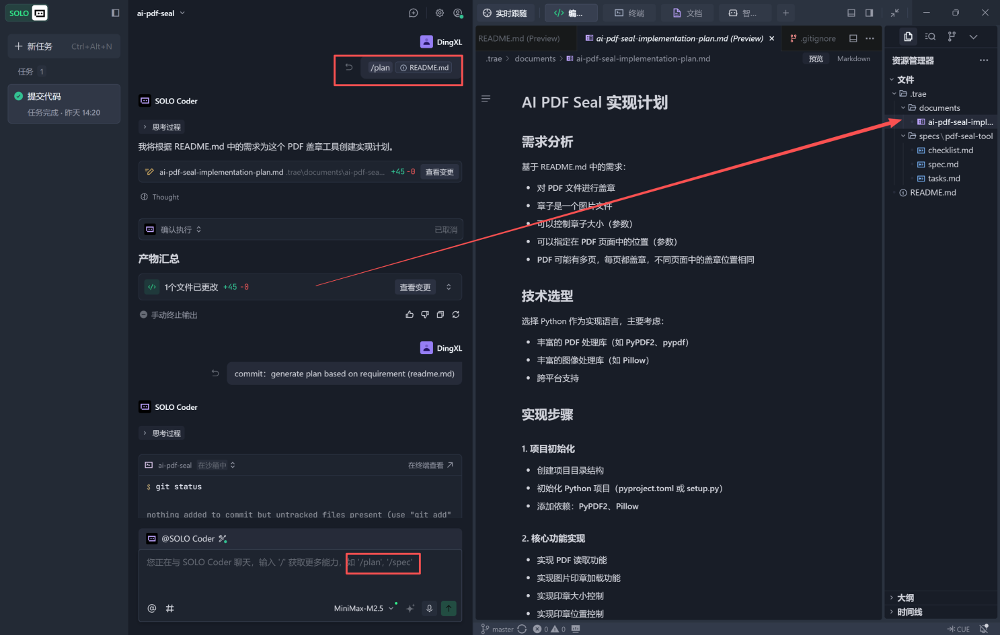 SOLO
ai-pdf-seal
新任务 Ctrl+Alt+N
任务 1
提交代码
任务完成 · 昨天 14:20
DingXL
/plan README.md
SOLO Coder
思考过程
我将根据 README.md 中的需求为这个 PDF 盖章工具创建实现计划。
ai-pdf-seal-implementation-plan.md .trae\documents\ai-pdf-sea... +45 -0 查看变更
Thought
确认执行 已取消
产物汇总
1个文件已更改 +45 -0 查看变更
手动终止输出
DingXL
commit：generate plan based on requirement (readme.md)
SOLO Coder
思考过程
ai-pdf-seal 在沙箱中 在终端查看
$ git status
nothing added to commit but untracked files present (use "git add"
@SOLO Coder
您正在与 SOLO Coder 聊天，输入 '/' 获取更多能力，如 '/plan', '/spec'
@ # MiniMax-M2.5
实时跟随 编... 终端 文档 智...
README.md (Preview) ai-pdf-seal-implementation-plan.md (Preview) .gitignore
.trae documents ai-pdf-seal-implementation-plan.md 预览 Markdown
AI PDF Seal 实现计划
需求分析
基于 README.md 中的需求：
• 对 PDF 文件进行盖章
• 章子是一个图片文件
• 可以控制章子大小（参数）
• 可以指定在 PDF 页面中的位置（参数）
• PDF 可能有多页，每页都盖章，不同页面中的盖章位置相同
技术选型
选择 Python 作为实现语言，主要考虑：
• 丰富的 PDF 处理库（如 PyPDF2、pypdf）
• 丰富的图像处理库（如 Pillow）
• 跨平台支持
实现步骤
1. 项目初始化
• 创建项目目录结构
• 初始化 Python 项目（pyproject.toml 或 setup.py）
• 添加依赖：PyPDF2、Pillow
2. 核心功能实现
• 实现 PDF 读取功能
• 实现图片印章加载功能
• 实现印章大小控制
• 实现印章位置控制
资源管理器
文件
.trae
documents
ai-pdf-seal-impl...
specs\pdf-seal-tool
checklist.md
spec.md
tasks.md
README.md
大纲
时间线
master 0 0 CUE